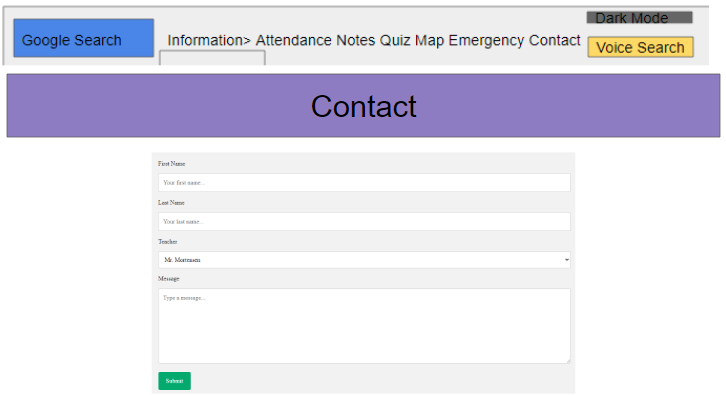 Dark Mode
Google Search Information> Attendance Notes Quiz Map Emergency Contact
Voice Search
Contact
First Name
Your first name...
Last Name
Your last name...
Teacher
Mr. Mortensen
Message
Type a message...
Submit